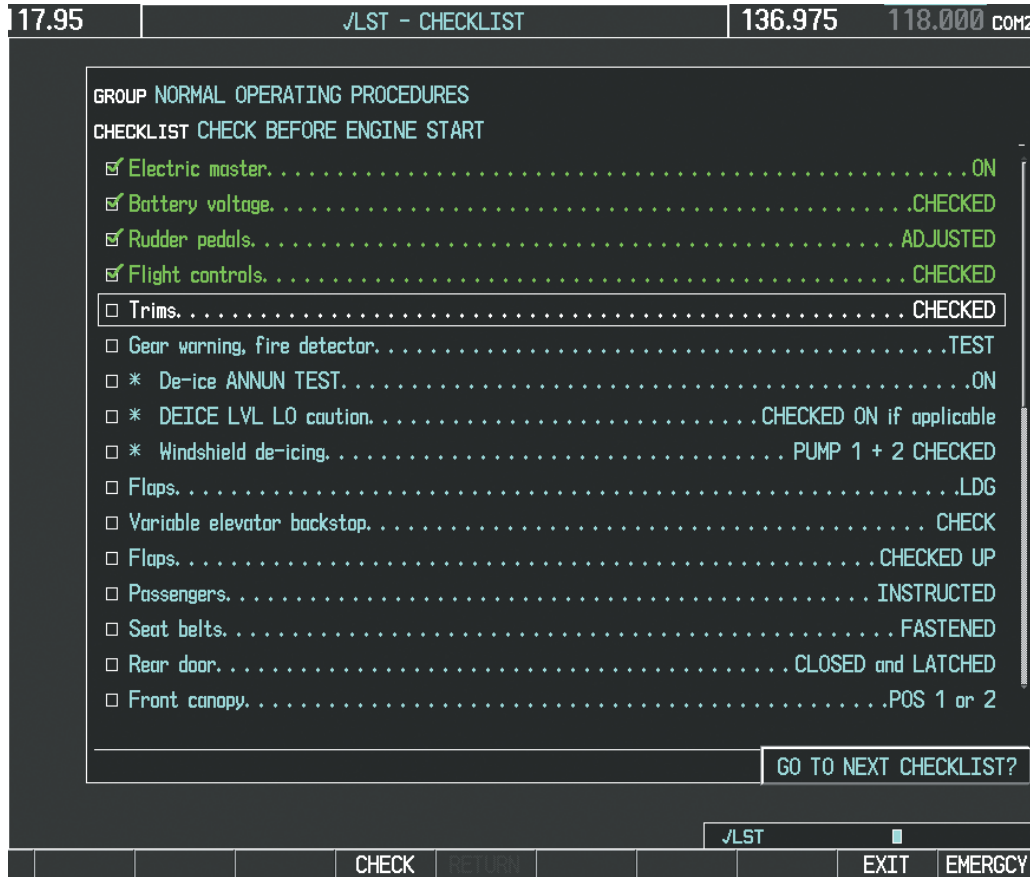 117.95 √LST - CHECKLIST 136.975 118.000 COM2
GROUP NORMAL OPERATING PROCEDURES
CHECKLIST CHECK BEFORE ENGINE START
Electric master. . . . . . . . . . . . . . . . . . . . . . . . . . . . . . . . . . . . . . . . . . . . . . . . . . . . . . . . . . . . ON
Battery voltage. . . . . . . . . . . . . . . . . . . . . . . . . . . . . . . . . . . . . . . . . . . . . . . . . . . . . . .CHECKED
Rudder pedals. . . . . . . . . . . . . . . . . . . . . . . . . . . . . . . . . . . . . . . . . . . . . . . . . . . . . . . ADJUSTED
Flight controls. . . . . . . . . . . . . . . . . . . . . . . . . . . . . . . . . . . . . . . . . . . . . . . . . . . . . . . CHECKED
Trims. . . . . . . . . . . . . . . . . . . . . . . . . . . . . . . . . . . . . . . . . . . . . . . . . . . . . . . . . . . . . . CHECKED
Gear warning, fire detector. . . . . . . . . . . . . . . . . . . . . . . . . . . . . . . . . . . . . . . . . . . . . . . . .TEST
* De-ice ANNUN TEST. . . . . . . . . . . . . . . . . . . . . . . . . . . . . . . . . . . . . . . . . . . . . . . . . . . . . .ON
* DEICE LVL LO caution. . . . . . . . . . . . . . . . . . . . . . . . . . . . . . . . . CHECKED ON if applicable
* Windshield de-icing. . . . . . . . . . . . . . . . . . . . . . . . . . . . . . . . . . . . . . . PUMP 1 + 2 CHECKED
Flaps. . . . . . . . . . . . . . . . . . . . . . . . . . . . . . . . . . . . . . . . . . . . . . . . . . . . . . . . . . . . . . . . . . .LDG
Variable elevator backstop. . . . . . . . . . . . . . . . . . . . . . . . . . . . . . . . . . . . . . . . . . . . . . . . CHECK
Flaps. . . . . . . . . . . . . . . . . . . . . . . . . . . . . . . . . . . . . . . . . . . . . . . . . . . . . . . . . . . .CHECKED UP
Passengers. . . . . . . . . . . . . . . . . . . . . . . . . . . . . . . . . . . . . . . . . . . . . . . . . . . . . . . INSTRUCTED
Seat belts. . . . . . . . . . . . . . . . . . . . . . . . . . . . . . . . . . . . . . . . . . . . . . . . . . . . . . . . . . FASTENED
Rear door. . . . . . . . . . . . . . . . . . . . . . . . . . . . . . . . . . . . . . . . . . . . . . . . . CLOSED and LATCHED
Front canopy. . . . . . . . . . . . . . . . . . . . . . . . . . . . . . . . . . . . . . . . . . . . . . . . . . . . . . .POS 1 or 2
GO TO NEXT CHECKLIST?
√LST
CHECK RETURN EXIT EMERGCY